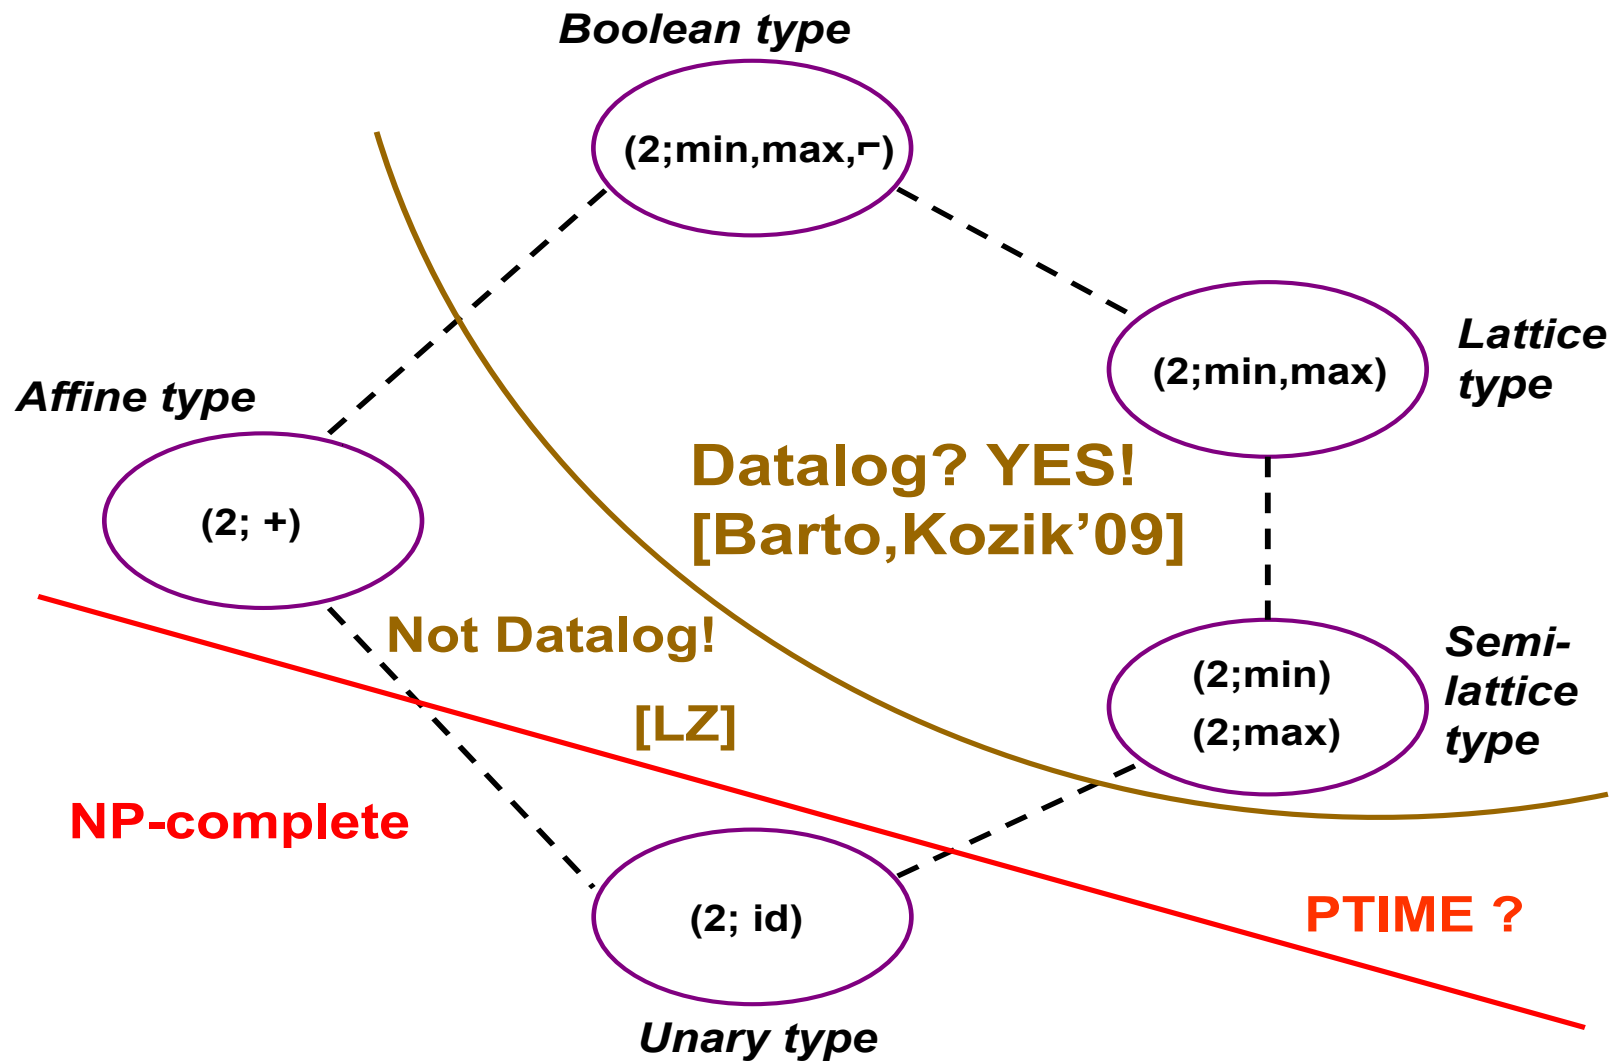 Boolean type
(2;min,max,⌐)
Lattice
type
(2;min,max)
Affine type
Datalog? YES!
[Barto,Kozik’09]
(2; +)
Not Datalog!
Semi-
lattice
type
(2;min)
(2;max)
[LZ]
NP-complete
(2; id)
PTIME ?
Unary type